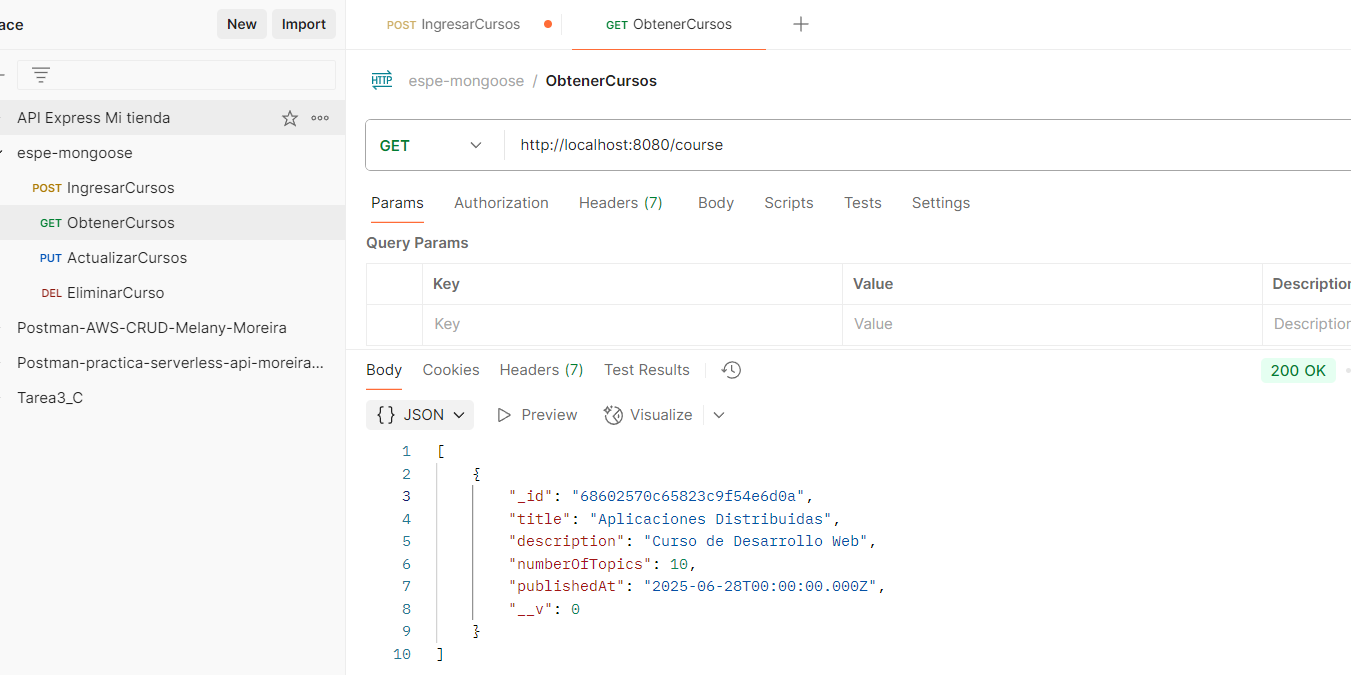 ace
New
Import
API Express Mi tienda
espe-mongoose
POST IngresarCursos
GET ObtenerCursos
PUT ActualizarCursos
DEL EliminarCurso
Postman-AWS-CRUD-Melany-Moreira
Postman-practica-serverless-api-moreira...
Tarea3_C
POST IngresarCursos
GET ObtenerCursos
HTTP espe-mongoose / ObtenerCursos
GET http://localhost:8080/course
Params Authorization Headers (7) Body Scripts Tests Settings
Query Params
Key Value Description
Key Value Description
Body Cookies Headers (7) Test Results 200 OK
{} JSON Preview Visualize
1 [
2 {
3 "_id": "68602570c65823c9f54e6d0a",
4 "title": "Aplicaciones Distribuidas",
5 "description": "Curso de Desarrollo Web",
6 "numberOfTopics": 10,
7 "publishedAt": "2025-06-28T00:00:00.000Z",
8 "__v": 0
9 }
10 ]